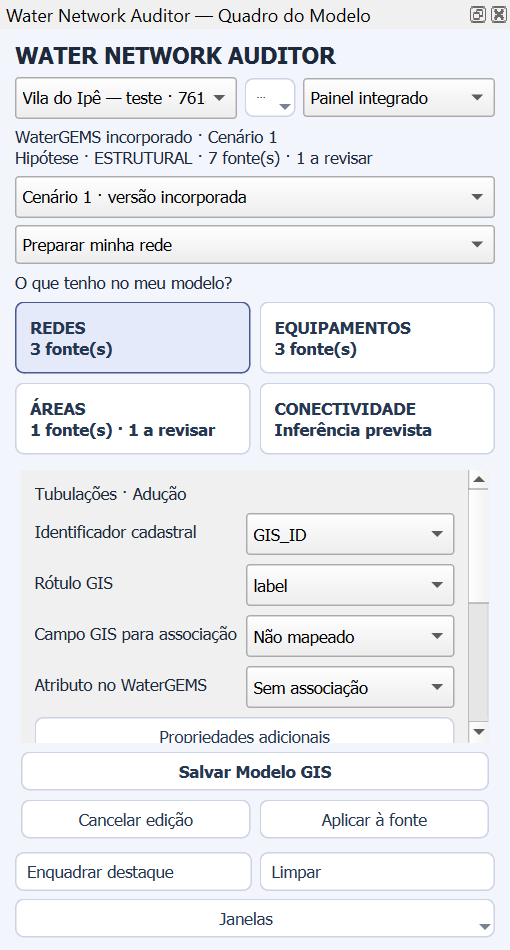 Water Network Auditor — Quadro do Modelo
WATER NETWORK AUDITOR
Vila do Ipê — teste · 761
...
Painel integrado
WaterGEMS incorporado · Cenário 1
Hipótese · ESTRUTURAL · 7 fonte(s) · 1 a revisar
Cenário 1 · versão incorporada
Preparar minha rede
O que tenho no meu modelo?
REDES
3 fonte(s)
EQUIPAMENTOS
3 fonte(s)
ÁREAS
1 fonte(s) · 1 a revisar
CONECTIVIDADE
Inferência prevista
Tubulações · Adução
Identificador cadastral
GIS_ID
Rótulo GIS
label
Campo GIS para associação
Não mapeado
Atributo no WaterGEMS
Sem associação
Propriedades adicionais
Salvar Modelo GIS
Cancelar edição
Aplicar à fonte
Enquadrar destaque
Limpar
Janelas